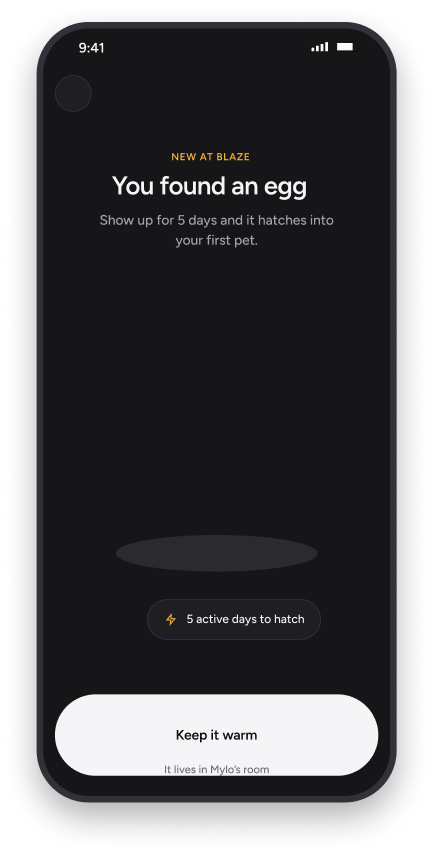 9:41
NEW AT BLAZE
You found an egg
Show up for 5 days and it hatches into
your first pet.
5 active days to hatch
Keep it warm
It lives in Mylo's room